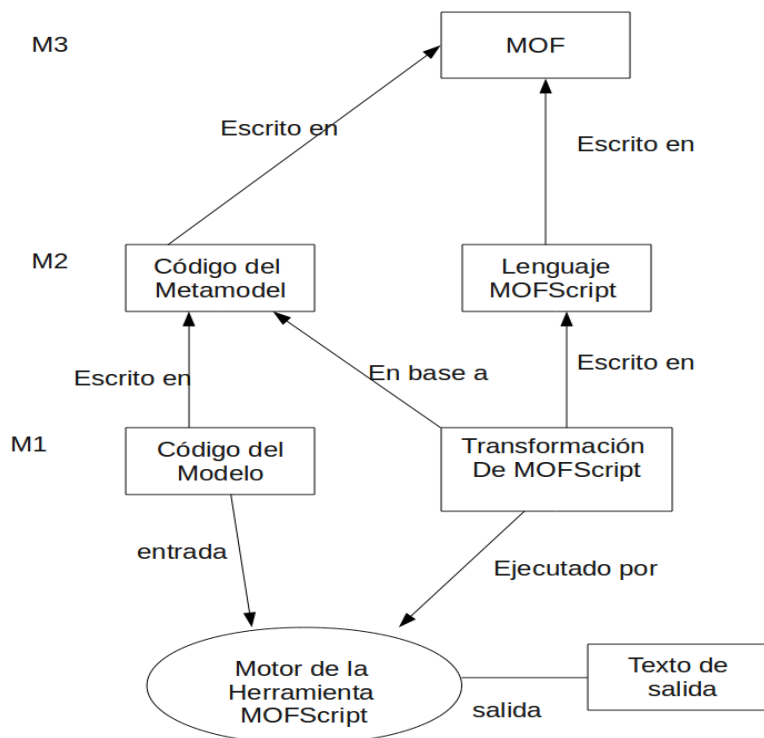 M3
MOF
Escrito en
Escrito en
M2
Código del
Metamodel
Lenguaje
MOFScript
Escrito en
En base a
Escrito en
M1
Código del
Modelo
Transformación
De MOFScript
entrada
Ejecutado por
Motor de la
Herramienta
MOFScript
salida
Texto de
salida